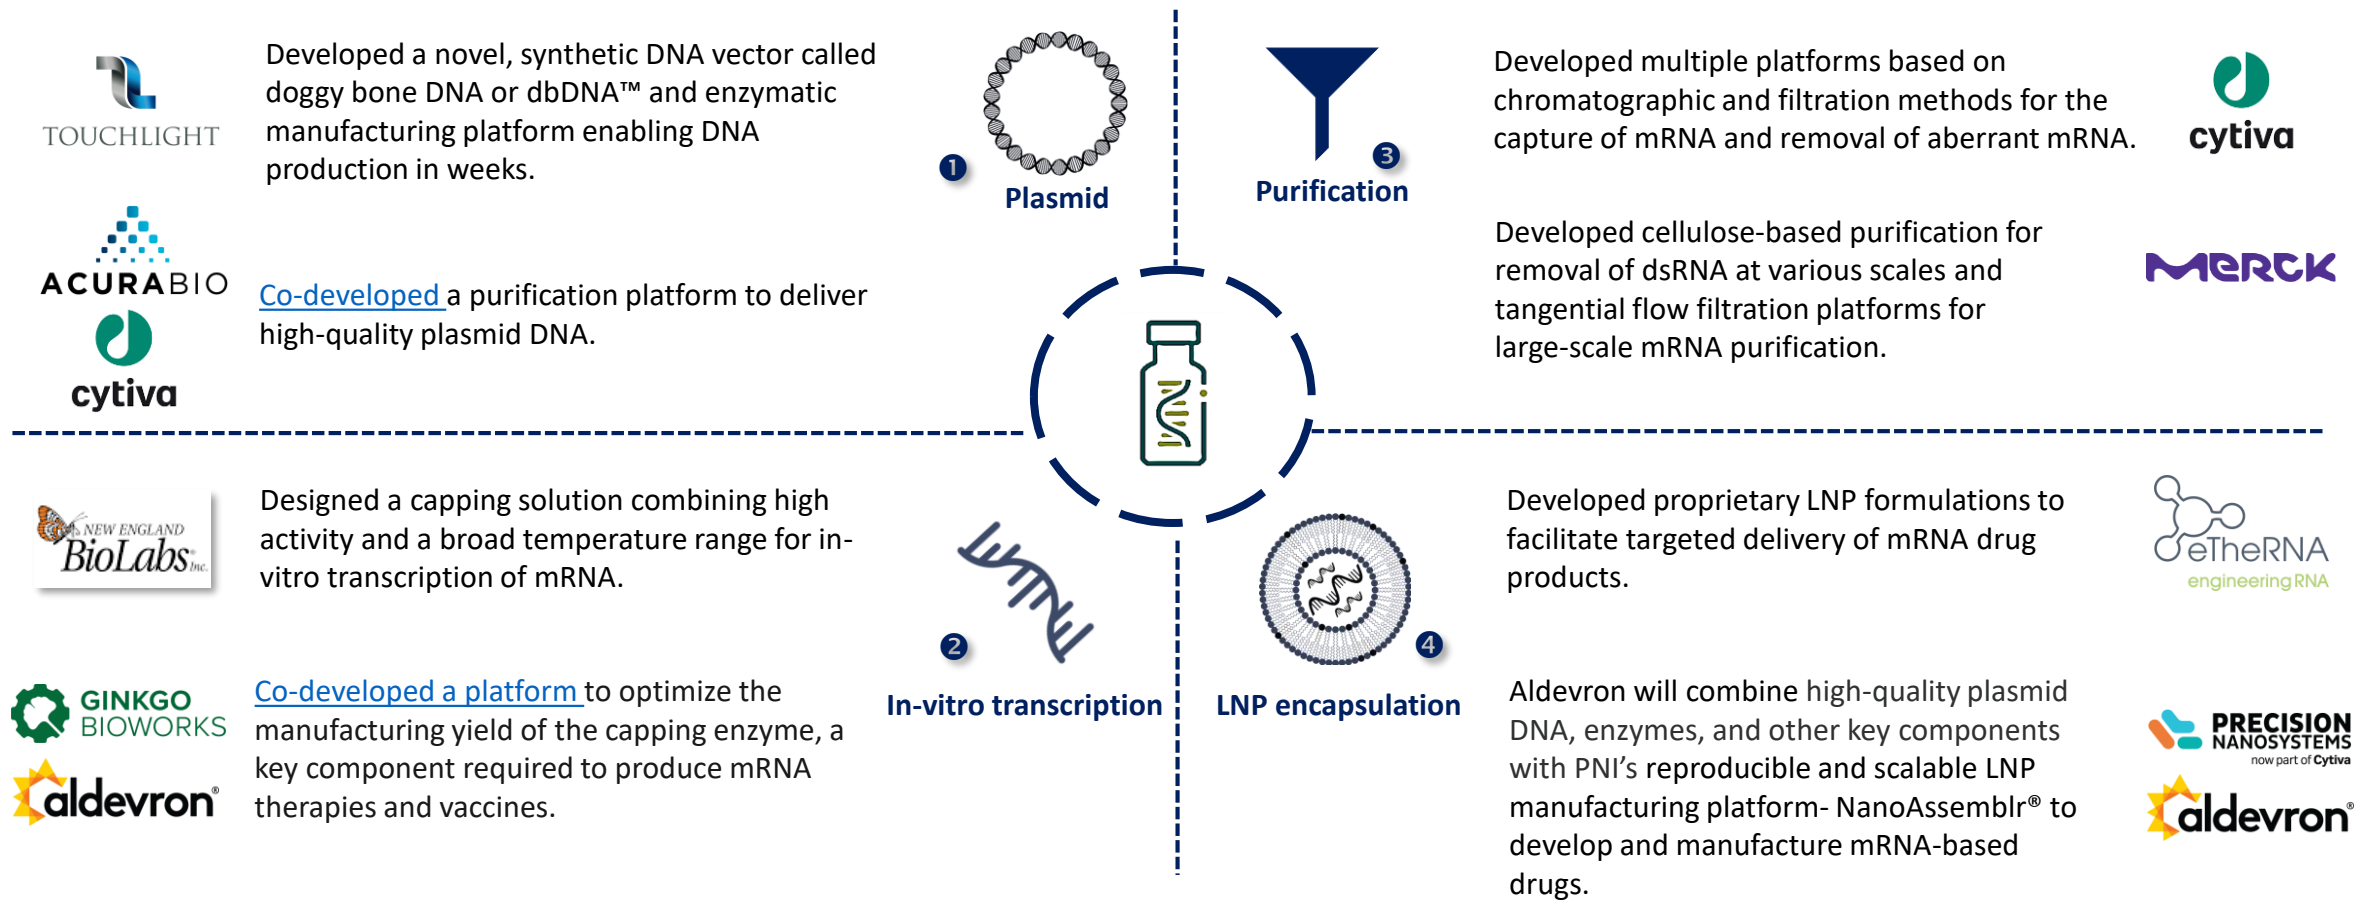 TOUCHLIGHT
Developed a novel, synthetic DNA vector called
doggy bone DNA or dbDNA™ and enzymatic
manufacturing platform enabling DNA
production in weeks.
❶
Plasmid
ACURABIO
cytiva
Co-developed a purification platform to deliver
high-quality plasmid DNA.
❸
Purification
Developed multiple platforms based on
chromatographic and filtration methods for the
capture of mRNA and removal of aberrant mRNA.
cytiva
Developed cellulose-based purification for
removal of dsRNA at various scales and
tangential flow filtration platforms for
large-scale mRNA purification.
MERCK
NEW ENGLAND
BioLabs® Inc.
Designed a capping solution combining high
activity and a broad temperature range for in-
vitro transcription of mRNA.
❷
In-vitro transcription
GINKGO
BIOWORKS
aldevron®
Co-developed a platform to optimize the
manufacturing yield of the capping enzyme, a
key component required to produce mRNA
therapies and vaccines.
❹
LNP encapsulation
Developed proprietary LNP formulations to
facilitate targeted delivery of mRNA drug
products.
eTheRNA
engineering RNA
Aldevron will combine high-quality plasmid
DNA, enzymes, and other key components
with PNI’s reproducible and scalable LNP
manufacturing platform- NanoAssemblr® to
develop and manufacture mRNA-based
drugs.
PRECISION
NANOSYSTEMS
now part of Cytiva
aldevron®